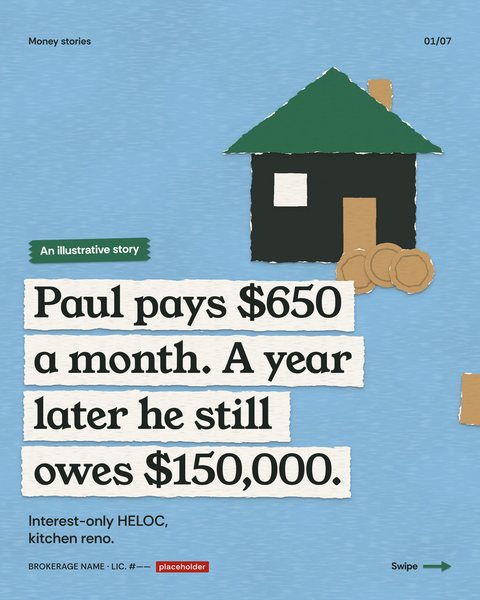 Money stories
01/07
An illustrative story
Paul pays $650
a month. A year
later he still
owes $150,000.
Interest-only HELOC,
kitchen reno.
BROKERAGE NAME · LIC. #—— placeholder
Swipe